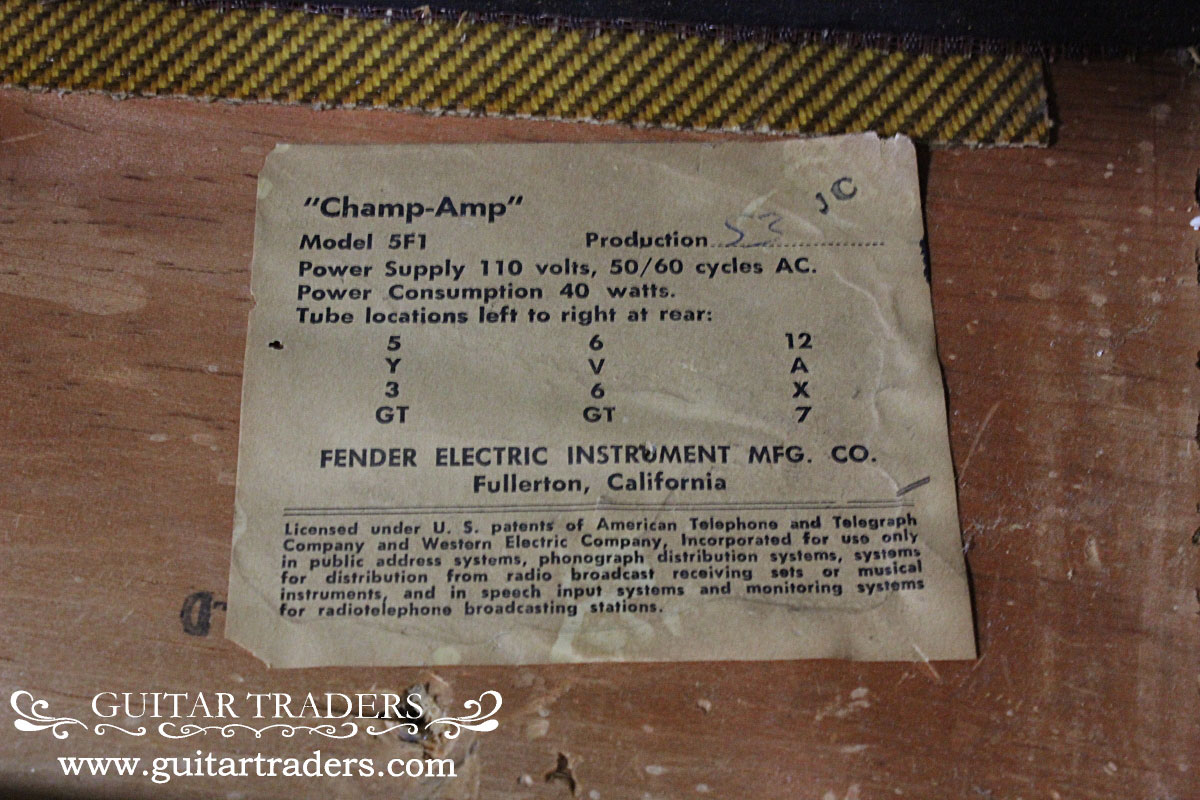 "Champ-Amp"
JC
Model 5F1 Production
Power Supply 110 volts, 50/60 cycles AC.
Power Consumption 40 watts.
Tube locations left to right at rear:
5 6 12
Y V A
3 6 X
GT GT 7
FENDER ELECTRIC INSTRUMENT MFG. CO.
Fullerton, California
Licensed under U. S. patents of American Telephone and Telegraph
Company and Western Electric Company, Incorporated for use only
in public address systems, phonograph distribution systems, systems
for distribution from radio broadcast receiving sets or musical
instruments, and in speech input systems and monitoring systems
for radiotelephone broadcasting stations.
GUITAR TRADERS
www.guitartraders.com